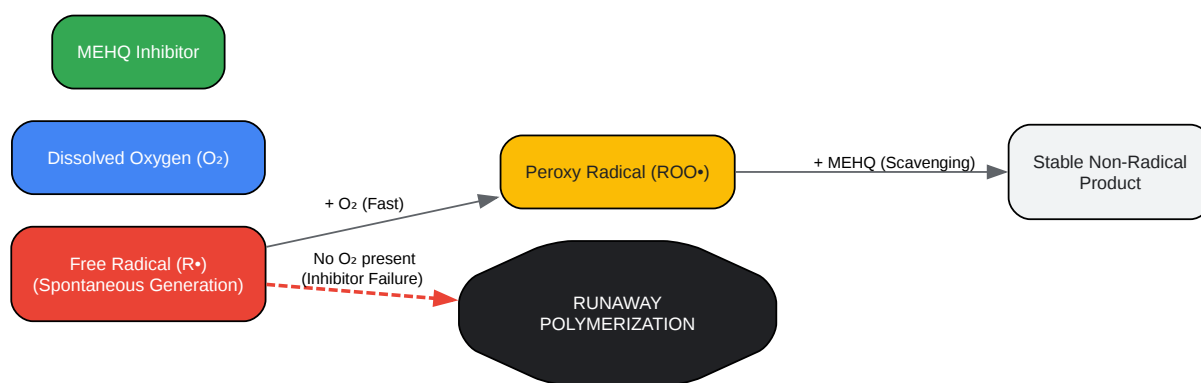 MEHQ Inhibitor
Dissolved Oxygen (O₂)
Free Radical (R•)
(Spontaneous Generation)
+ O₂ (Fast)
No O₂ present
(Inhibitor Failure)
Peroxy Radical (ROO•)
RUNAWAY
POLYMERIZATION
+ MEHQ (Scavenging)
Stable Non-Radical
Product